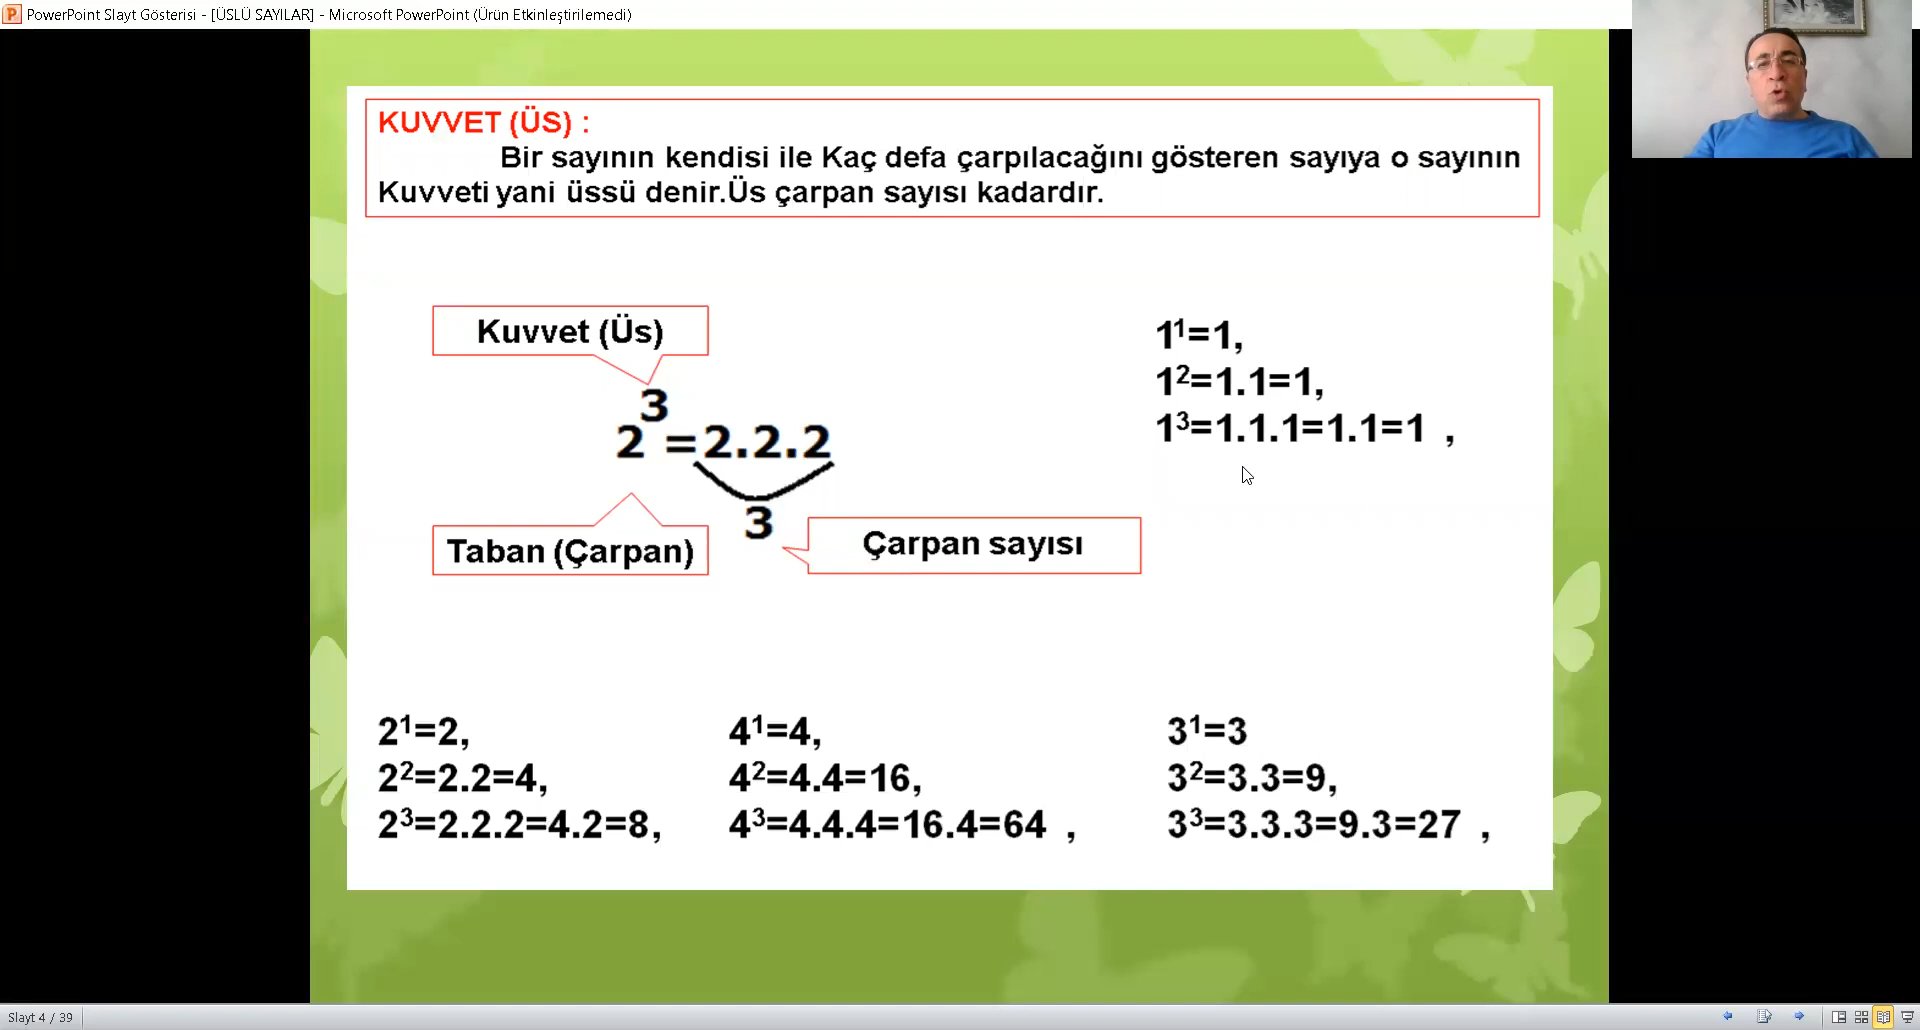 PowerPoint Slayt Gösterisi - [ÜSLÜ SAYILAR] - Microsoft PowerPoint (Ürün Etkinleştirilemedi)
KUVVET (ÜS) :
Bir sayının kendisi ile Kaç defa çarpılacağını gösteren sayıya o sayının
Kuvveti yani üssü denir.Üs çarpan sayısı kadardır.
Kuvvet (Üs)
2³=2.2.2
3
Taban (Çarpan)
Çarpan sayısı
1¹=1,
1²=1.1=1,
1³=1.1.1=1.1=1 ,
2¹=2,
2²=2.2=4,
2³=2.2.2=4.2=8,
4¹=4,
4²=4.4=16,
4³=4.4.4=16.4=64 ,
3¹=3
3²=3.3=9,
3³=3.3.3=9.3=27 ,
Slayt 4 / 39